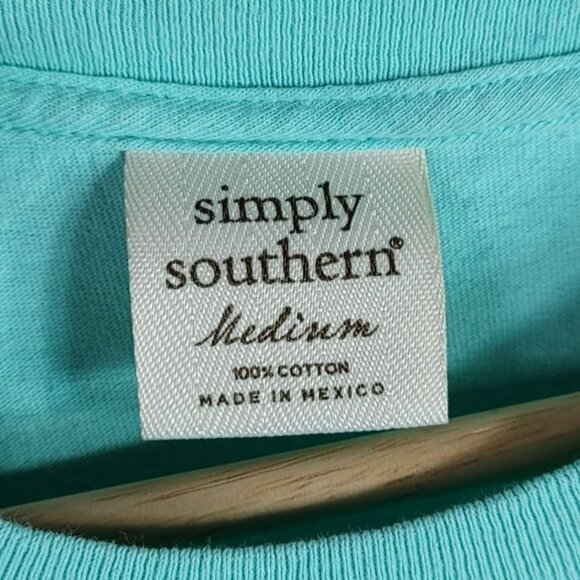 simply
southern®
Medium
100% COTTON
MADE IN MEXICO